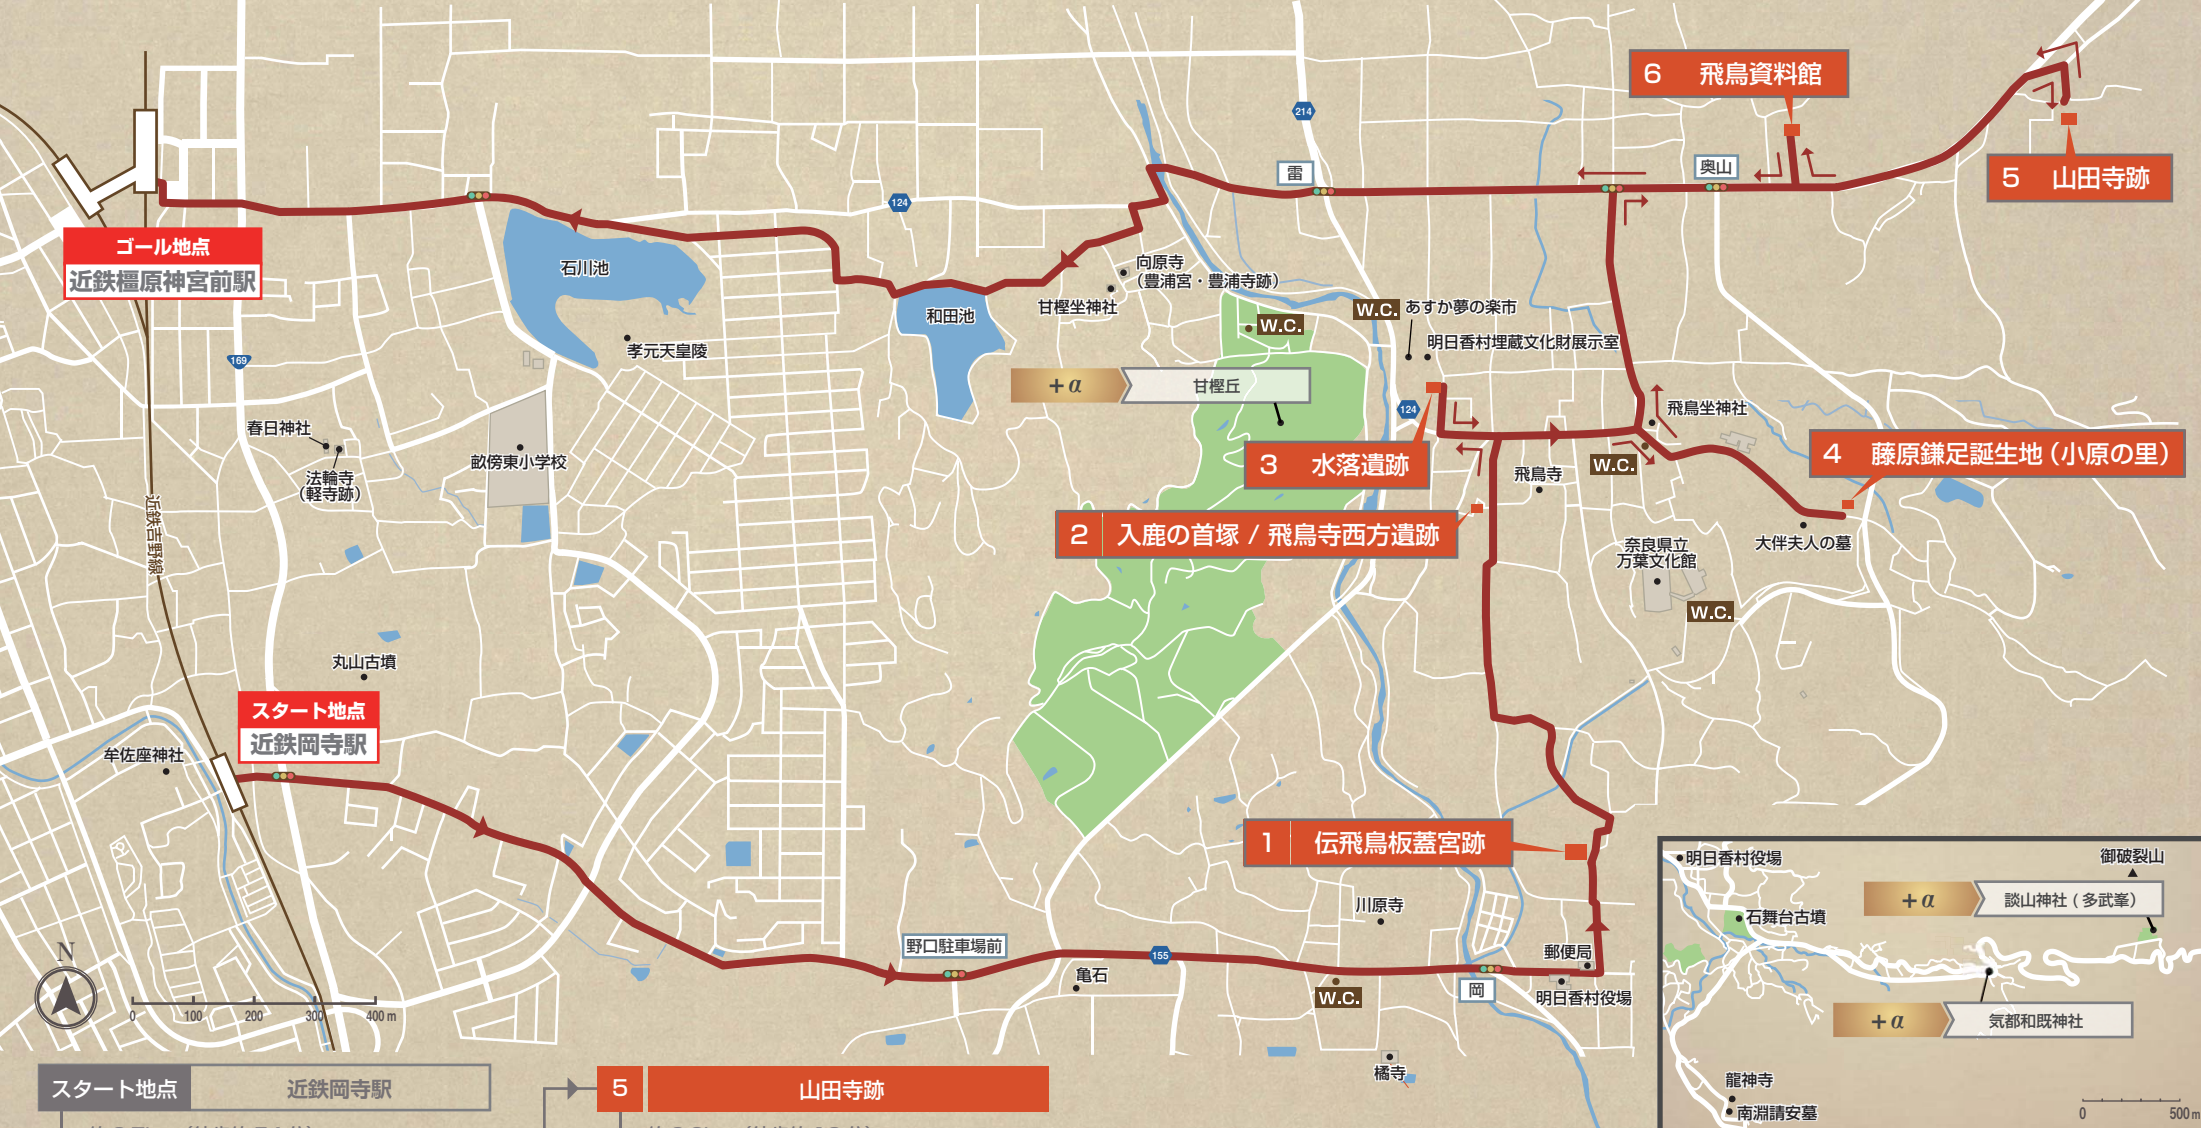 6 飛鳥資料館
214
雷
奥山
5 山田寺跡
124
ゴール地点
近鉄橿原神宮前駅
石川池
向原寺
（豊浦宮・豊浦寺跡）
甘樫坐神社
和田池
W.C.
W.C.
あすか夢の楽市
明日香村埋蔵文化財展示室
孝元天皇陵
169
+α 甘樫丘
124
飛鳥坐神社
春日神社
法輪寺
（軽寺跡）
畝傍東小学校
3 水落遺跡
W.C.
飛鳥寺
4 藤原鎌足誕生地（小原の里）
近鉄吉野線
2 入鹿の首塚 / 飛鳥寺西方遺跡
奈良県立
万葉文化館
大伴夫人の墓
W.C.
丸山古墳
スタート地点
近鉄岡寺駅
牟佐座神社
1 伝飛鳥板蓋宮跡
川原寺
野口駐車場前
155
亀石
W.C.
岡
郵便局
明日香村役場
橘寺
N
0 100 200 300 400 m
明日香村役場
御破裂山
+α 談山神社（多武峯）
石舞台古墳
+α 気都和既神社
龍神寺
南淵請安墓
0 500 m
スタート地点 近鉄岡寺駅
5 山田寺跡